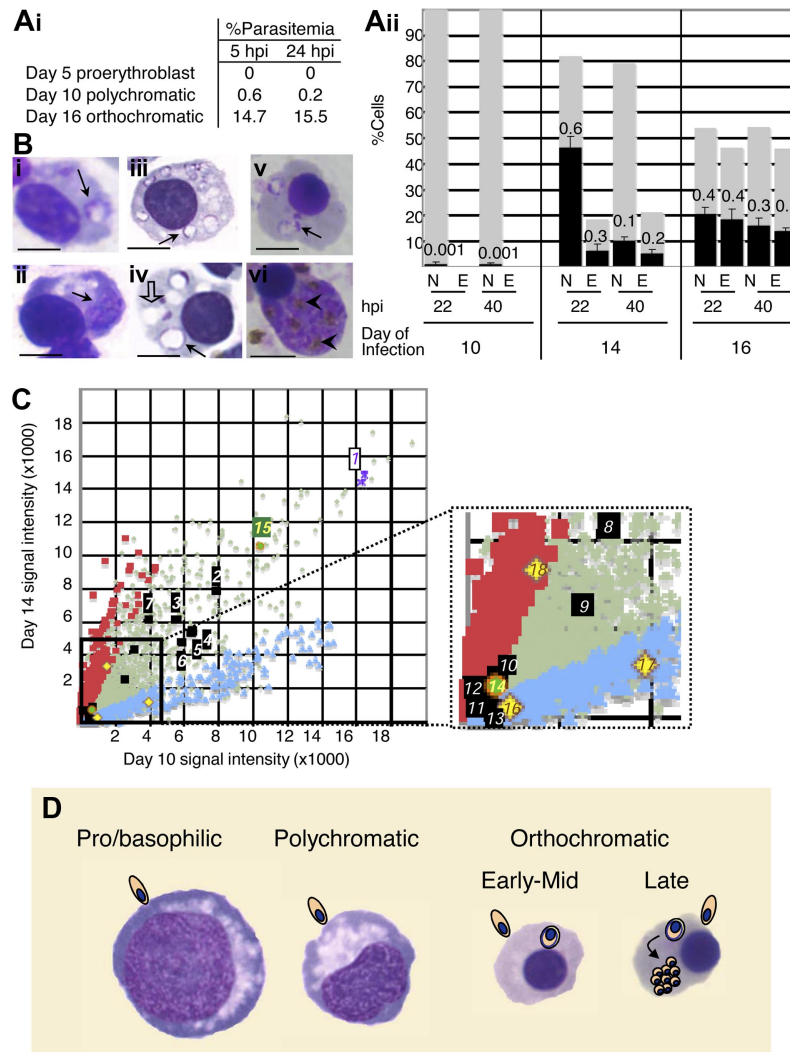 Ai
%Parasitemia
5 hpi 24 hpi
Day 5 proerythroblast 0 0
Day 10 polychromatic 0.6 0.2
Day 16 orthochromatic 14.7 15.5
Aii
%Cells
90
80
70
60
50
40
30
20
10
0.001 0.001 0.6 0.3 0.1 0.2 0.4 0.4 0.3
N E N E N E N E N E N E
hpi 22 40 22 40 22 40
Day of
Infection 10 14 16
B
i iii v
ii iv vi
C
Day 14 signal intensity (x1000)
18
16
14
12
10
8
6
4
2
2 4 6 8 10 12 14 16 18
Day 10 signal intensity (x1000)
1
15
2
7 3
4
5
6
8
18
9
10
17
12 14
11 16
13
D
Pro/basophilic Polychromatic Orthochromatic
Early-Mid Late